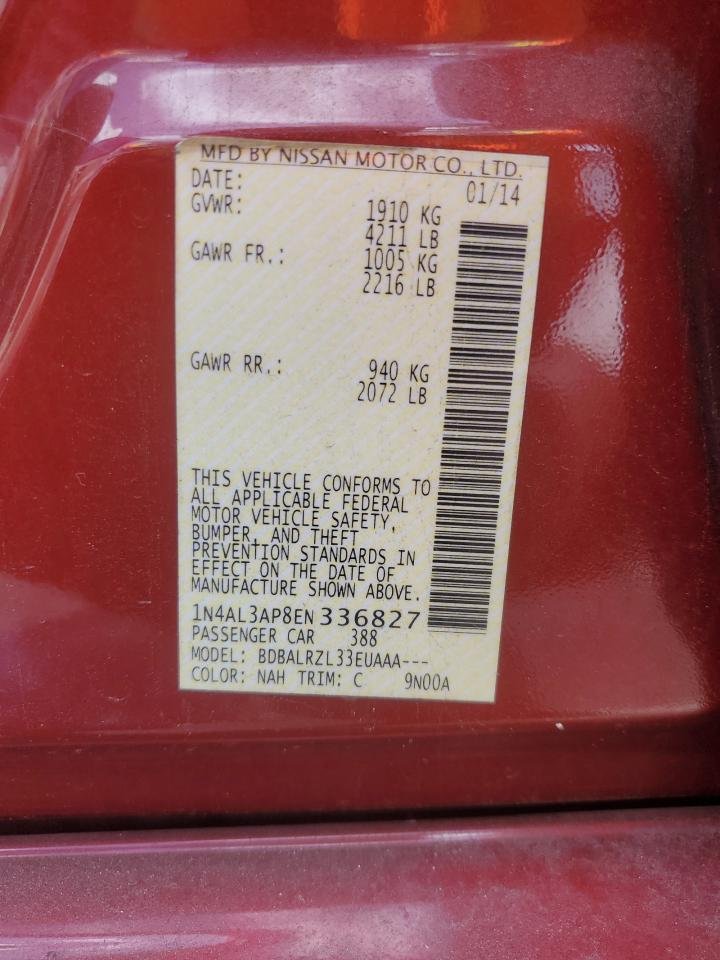 MFD BY NISSAN MOTOR CO., LTD.
DATE: 01/14
GVWR: 1910 KG
4211 LB
GAWR FR.: 1005 KG
2216 LB
GAWR RR.: 940 KG
2072 LB
THIS VEHICLE CONFORMS TO
ALL APPLICABLE FEDERAL
MOTOR VEHICLE SAFETY,
BUMPER, AND THEFT
PREVENTION STANDARDS IN
EFFECT ON THE DATE OF
MANUFACTURE SHOWN ABOVE.
1N4AL3AP8EN 336827
PASSENGER CAR 388
MODEL: BDBALRZL33EUAAA---
COLOR: NAH TRIM: C 9N00A